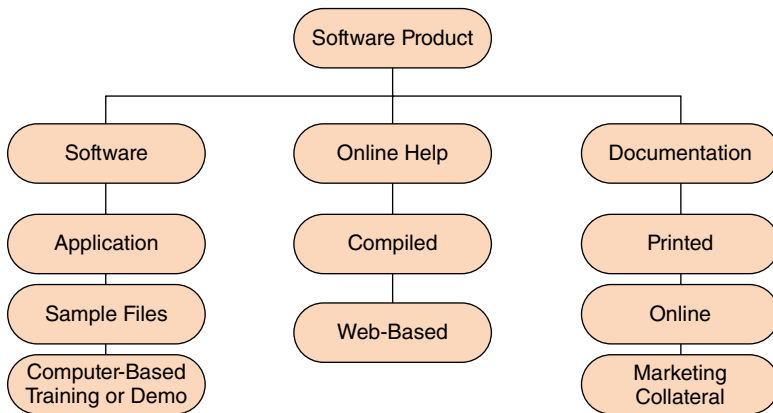 Software Product
Software
Online Help
Documentation
Application
Compiled
Printed
Sample Files
Web-Based
Online
Computer-Based
Training or Demo
Marketing
Collateral